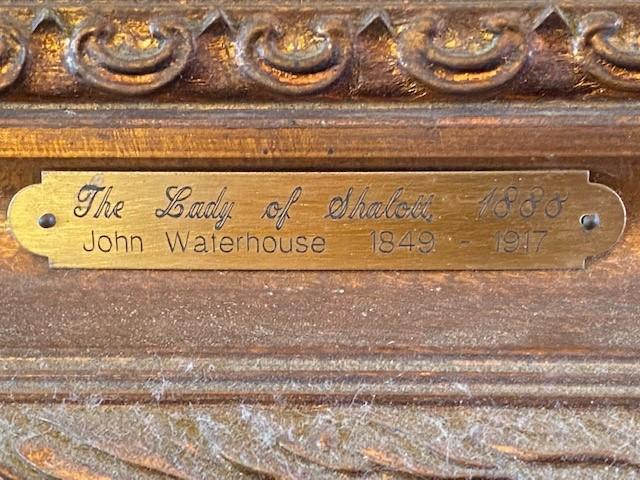 The Lady of Shalott, 1888
John Waterhouse 1849 - 1917